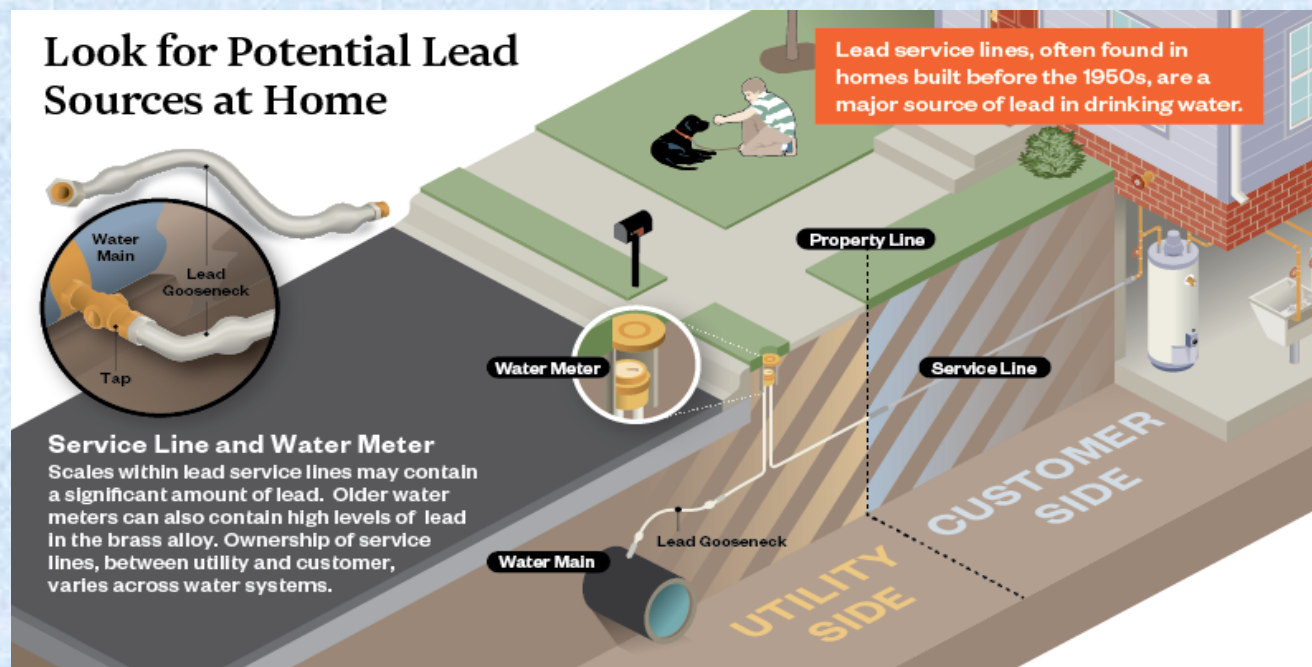 Look for Potential Lead
Sources at Home
Lead service lines, often found in
homes built before the 1950s, are a
major source of lead in drinking water.
Water
Main
Lead
Gooseneck
Tap
Property Line
Water Meter
Service Line
Service Line and Water Meter
Scales within lead service lines may contain
a significant amount of lead. Older water
meters can also contain high levels of lead
in the brass alloy. Ownership of service
lines, between utility and customer,
varies across water systems.
Lead Gooseneck
Water Main
UTILITY
SIDE
CUSTOMER
SIDE